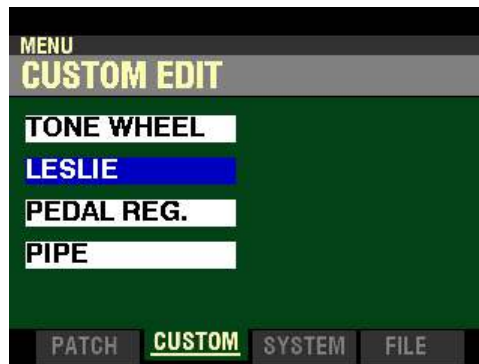 MENU
CUSTOM EDIT
TONE WHEEL
LESLIE
PEDAL REG.
PIPE
PATCH CUSTOM SYSTEM FILE